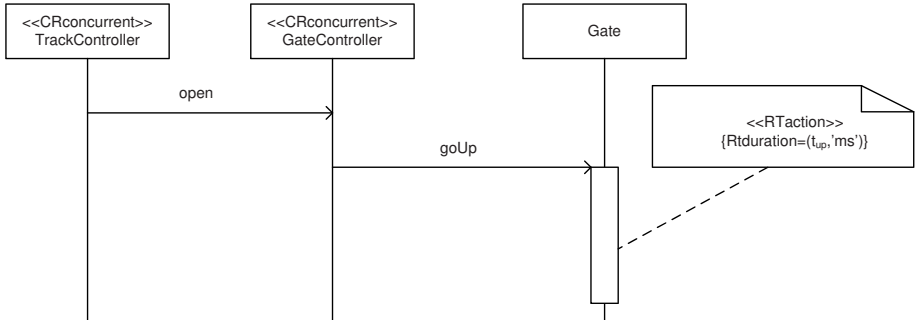 <<CRconcurrent>>
TrackController
<<CRconcurrent>>
GateController
Gate
open
goUp
<<RTaction>>
{Rtduration=(tup,'ms')}